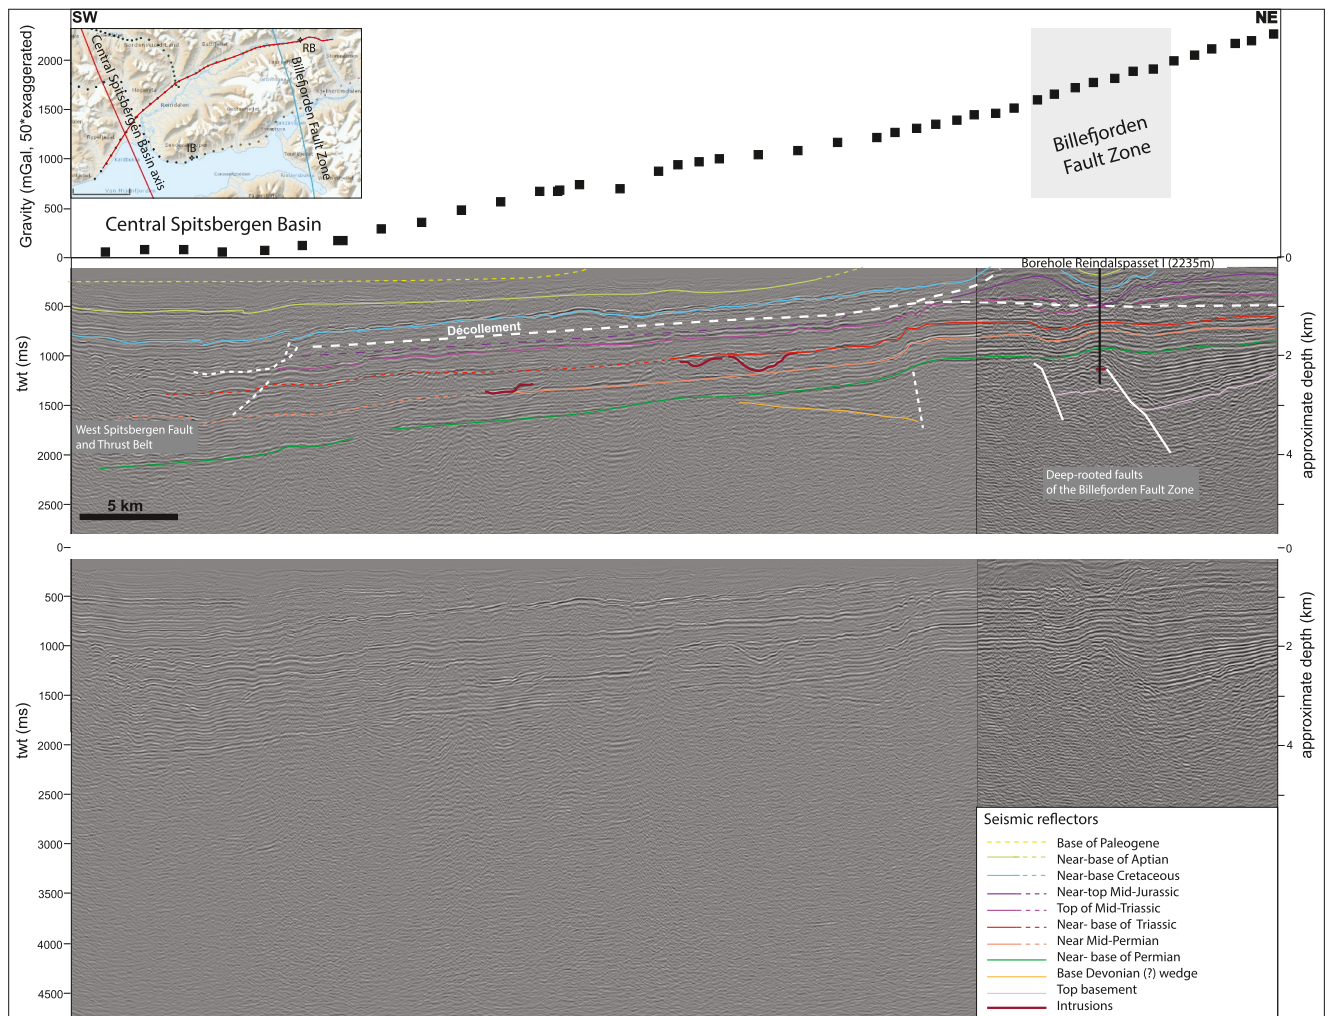 SW
NE
Gravity (mGal, 50*exaggerated)
2000
1500
1000
500
0
Central Spitsbergen Basin axis
Billefjorden Fault Zone
RB
IB
Reindalen
Van Mijenfjorden
Central Spitsbergen Basin
Billefjorden
Fault Zone
Borehole Reindalspasset I (2235m)
twt (ms)
500
1000
1500
2000
2500
Décollement
West Spitsbergen Fault
and Thrust Belt
5 km
Deep-rooted faults
of the Billefjorden Fault Zone
0
2
4
approximate depth (km)
0
500
1000
1500
2000
2500
3000
3500
4000
4500
twt (ms)
0
2
4
approximate depth (km)
Seismic reflectors
Base of Paleogene
Near-base of Aptian
Near-base Cretaceous
Near-top Mid-Jurassic
Top of Mid-Triassic
Near- base of Triassic
Near Mid-Permian
Near- base of Permian
Base Devonian (?) wedge
Top basement
Intrusions